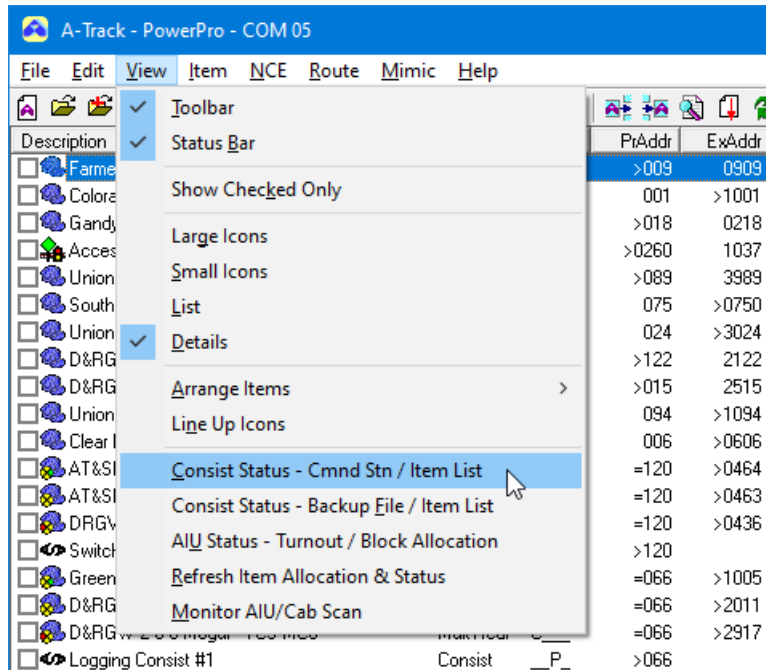 A-Track - PowerPro - COM 05
File Edit View Item NCE Route Mimic Help
Toolbar
Description PrAddr ExAddr
Status Bar
Farme >009 0909
Show Checked Only
Colora 001 >1001
Gandy >018 0218
Large Icons
Acces >0260 1037
Small Icons
Union >089 3989
List
South 075 >0750
Details
Union 024 >3024
D&RG >122 2122
Arrange Items
D&RG >015 2515
Line Up Icons
Union 094 >1094
Clear 006 >0606
Consist Status - Cmnd Stn / Item List
AT&SI =120 >0464
Consist Status - Backup File / Item List
AT&SI =120 >0463
AIU Status - Turnout / Block Allocation
DRGV =120 >0436
Switch >120
Refresh Item Allocation & Status
Green =066 >1005
Monitor AIU/Cab Scan
D&RG =066 >2011
D&RGW =066 >2917
Logging Consist #1 Consist __P_ >066